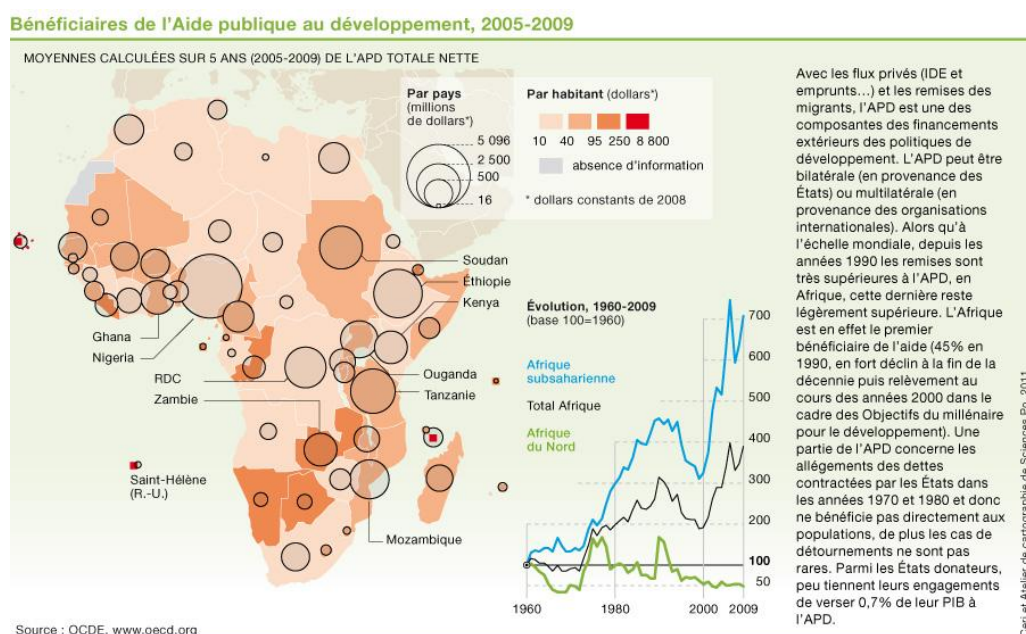 Bénéficiaires de l'Aide publique au développement, 2005-2009
MOYENNES CALCULÉES SUR 5 ANS (2005-2009) DE L'APD TOTALE NETTE
Par pays
(millions
de dollars*)
5 096
2 500
500
16
Par habitant (dollars*)
10 40 95 250 8 800
absence d'information
* dollars constants de 2008
Soudan
Éthiopie
Kenya
Ghana
Nigeria
RDC
Zambie
Ouganda
Tanzanie
Saint-Hélène
(R.-U.)
Mozambique
Évolution, 1960-2009
(base 100=1960)
Afrique
subsaharienne
Total Afrique
Afrique
du Nord
700
600
500
400
300
200
100
50
1960 1980 2000 2009
Avec les flux privés (IDE et
emprunts...) et les remises des
migrants, l'APD est une des
composantes des financements
extérieurs des politiques de
développement. L'APD peut être
bilatérale (en provenance des
États) ou multilatérale (en
provenance des organisations
internationales). Alors qu'à
l'échelle mondiale, depuis les
années 1990 les remises sont
très supérieures à l'APD, en
Afrique, cette dernière reste
légèrement supérieure. L'Afrique
est en effet le premier
bénéficiaire de l'aide (45% en
1990, en fort déclin à la fin de la
décennie puis relèvement au
cours des années 2000 dans le
cadre des Objectifs du millénaire
pour le développement). Une
partie de l'APD concerne les
allégements des dettes
contractées par les États dans
les années 1970 et 1980 et donc
ne bénéficie pas directement aux
populations, de plus les cas de
détournements ne sont pas
rares. Parmi les États donateurs,
peu tiennent leurs engagements
de verser 0,7% de leur PIB à
l'APD.
Ceri et Atelier de cartographie de Sciences Po, 2011
Source : OCDE, www.oecd.org